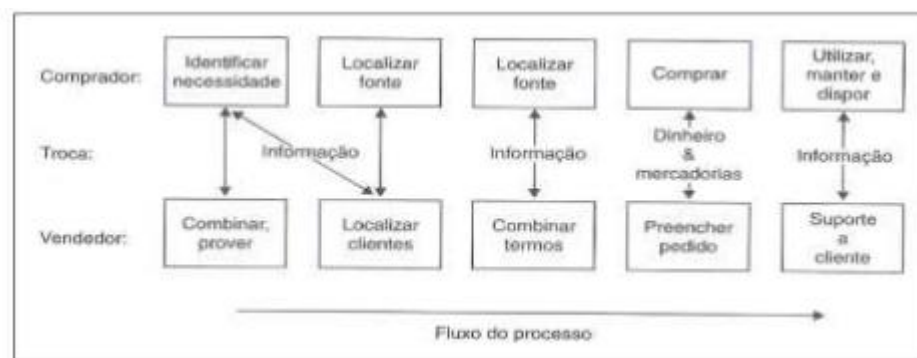 Comprador:
Identificar
necessidade
Localizar
fonte
Localizar
fonte
Comprar
Utilizar,
manter e
dispor
Troca:
Informação
Informação
Dinheiro
&
mercadorias
Informação
Vendedor:
Combinar,
prover
Localizar
clientes
Combinar
termos
Preencher
pedido
Suporte
a
cliente
Fluxo do processo